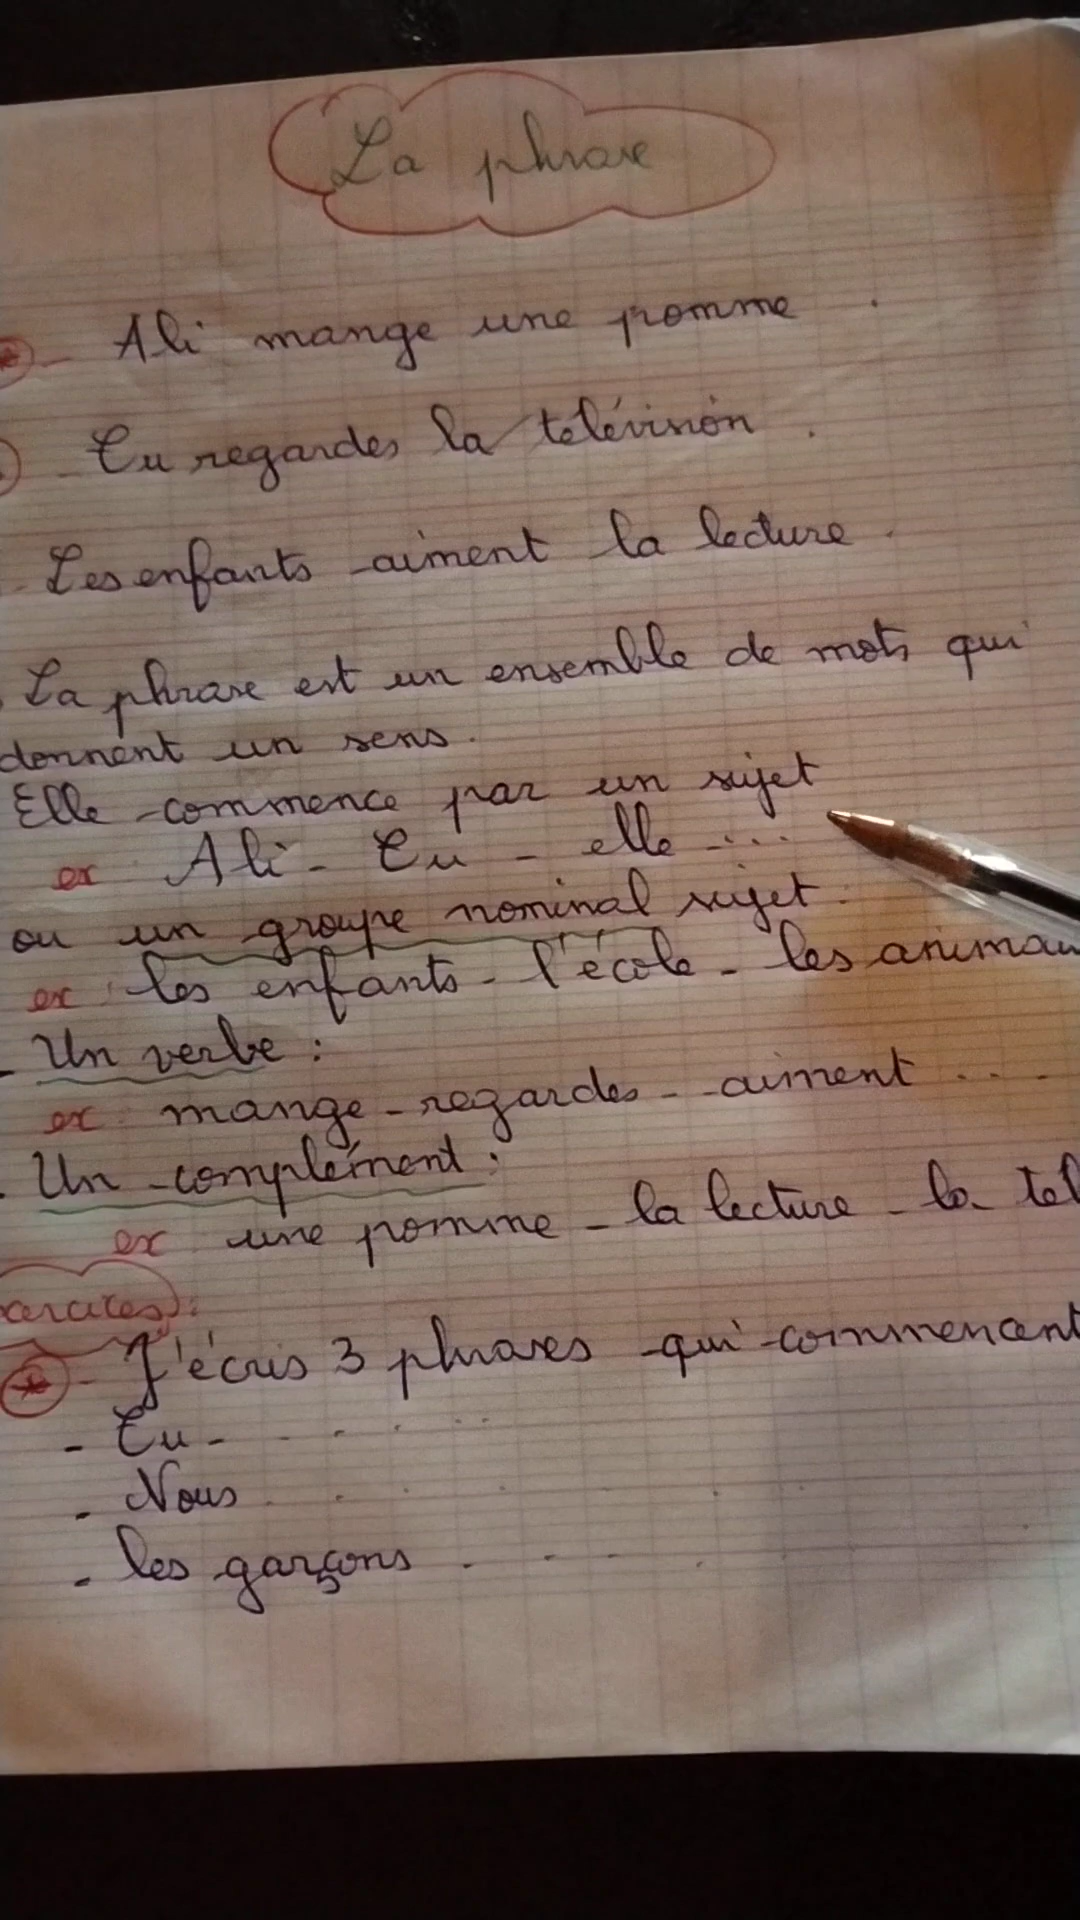 La phrase
- Ali mange une pomme .
- Tu regardes la télévision .
- Les enfants aiment la lecture .
La phrase est un ensemble de mots qui
donnent un sens.
Elle commence par un sujet
ex Ali - Tu - elle ....
ou un groupe nominal sujet.
ex : les enfants - l'école - les animau
- Un verbe :
ex : mange - regardes - aiment ....
- Un complément :
ex une pomme - la lecture - la tel
xercices :
* - J'écris 3 phrases qui commencent
- Tu - . . . .
- Nous . . . . . .
- les garçons . . . . .